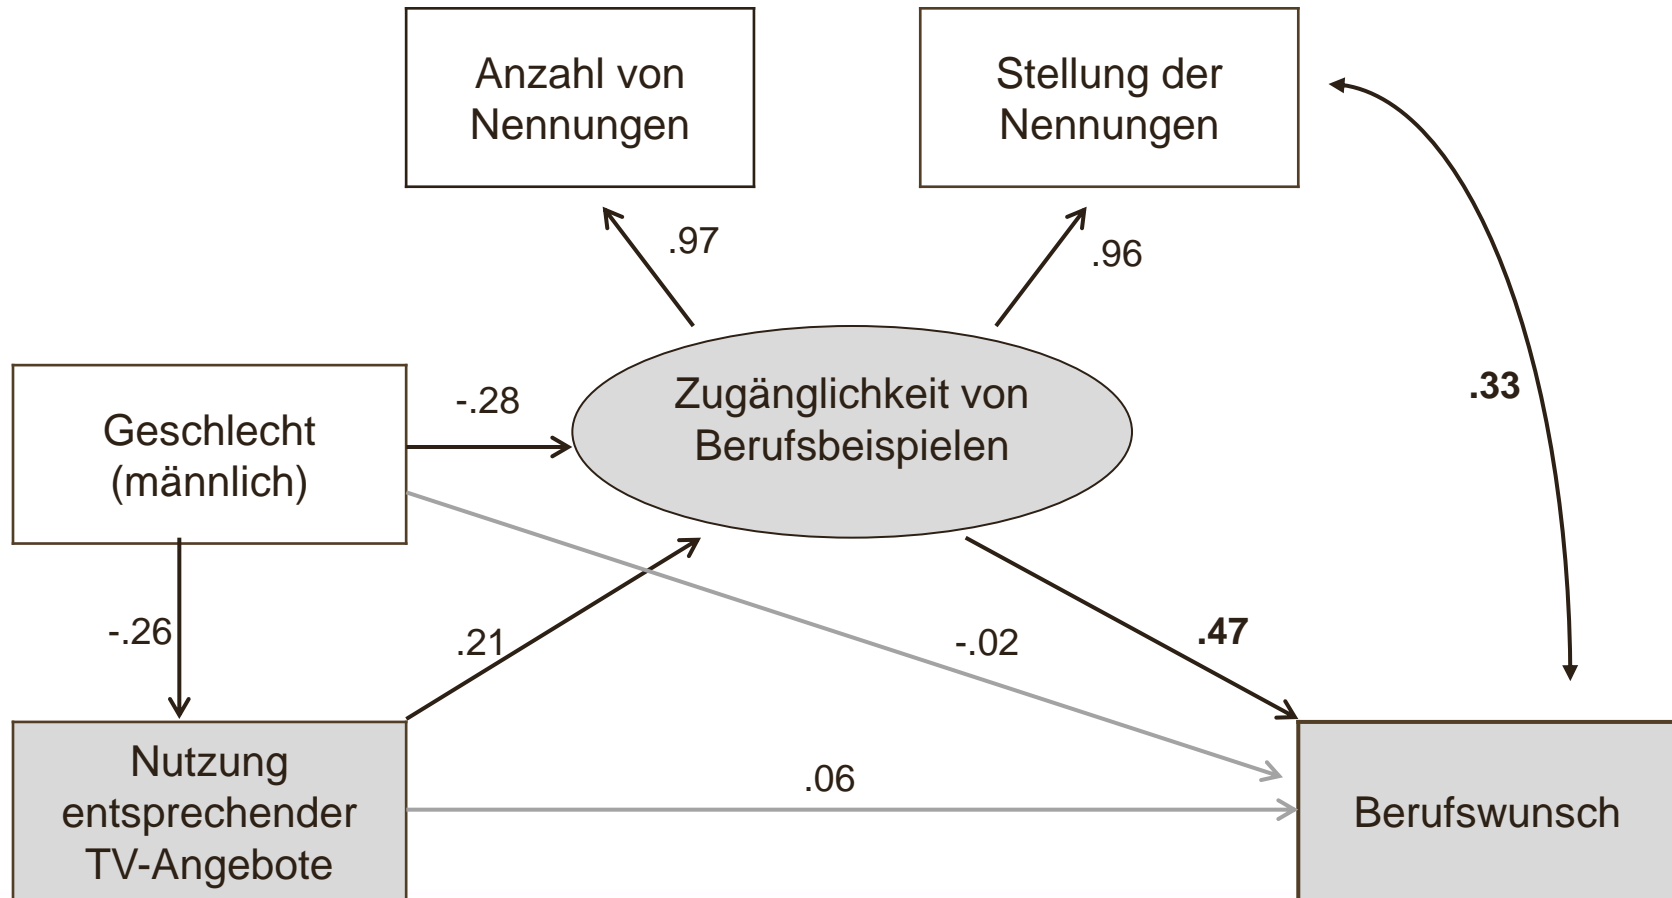 Anzahl von
Nennungen
Stellung der
Nennungen
.97
.96
Geschlecht
(männlich)
-.28
Zugänglichkeit von
Berufsbeispielen
.33
-.26
.21
-.02
.47
Nutzung
entsprechender
TV-Angebote
.06
Berufswunsch